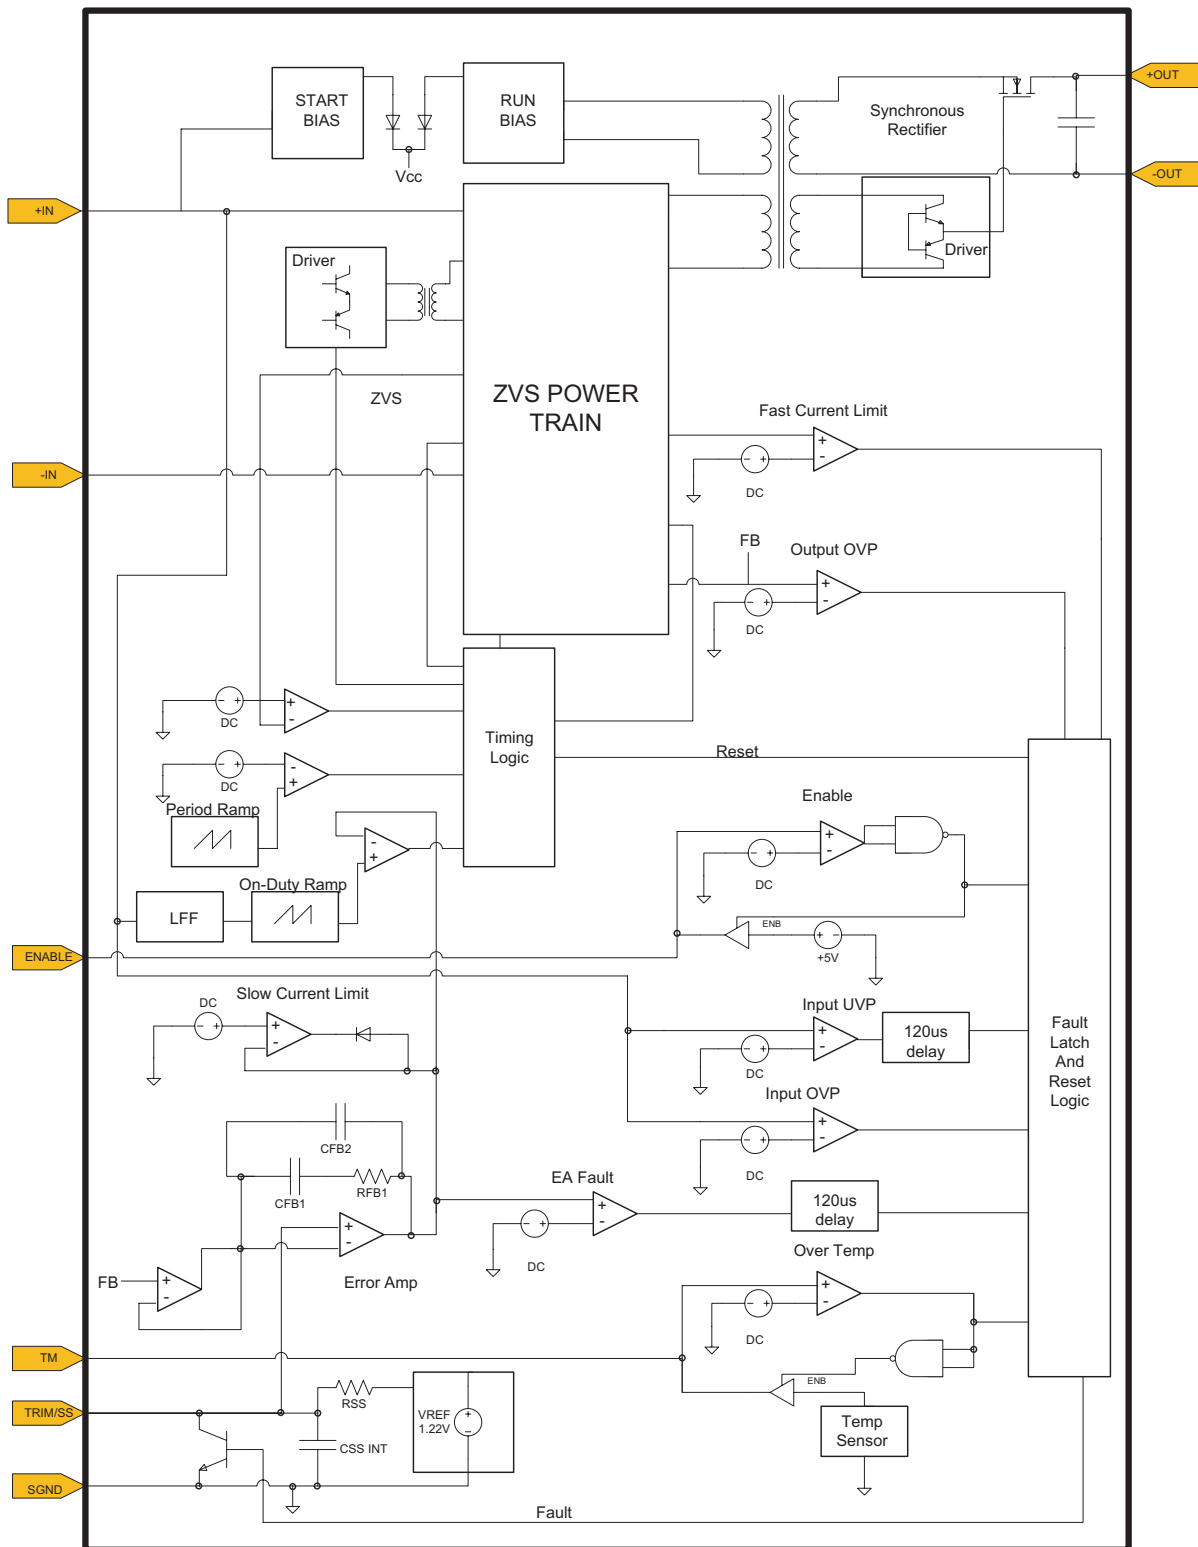 START
BIAS
RUN
BIAS
Vcc
Synchronous
Rectifier
+OUT
-OUT
+IN
Driver
Driver
ZVS
ZVS POWER
TRAIN
Fast Current Limit
+
-
- +
DC
-IN
FB
Output OVP
+
-
- +
DC
- +
DC
+
-
Timing
Logic
Reset
- +
DC
-
+
Period Ramp
Enable
+
-
- +
DC
-
+
On-Duty Ramp
LFF
ENB
+ -
+5V
ENABLE
Slow Current Limit
DC
- +
+
-
Input UVP
+
-
- +
DC
120us
delay
Fault
Latch
And
Reset
Logic
Input OVP
+
-
- +
DC
CFB2
CFB1
RFB1
EA Fault
+
-
- +
DC
120us
delay
+
-
Error Amp
FB
+
-
Over Temp
+
-
- +
DC
TM
ENB
TRIM/SS
RSS
VREF
1.22V
+
-
CSS INT
Temp
Sensor
SGND
Fault